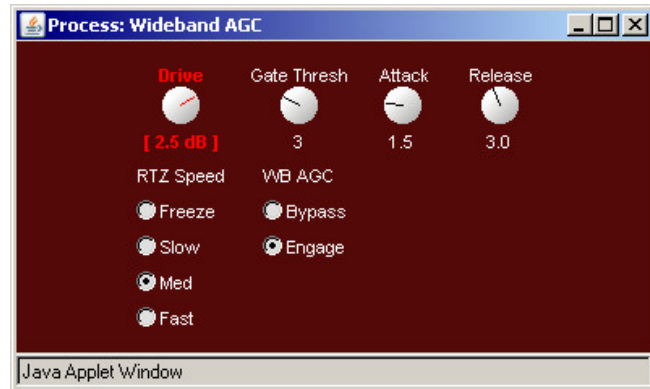 Process: Wideband AGC
Drive Gate Thresh Attack Release
[ 2.5 dB ] 3 1.5 3.0
RTZ Speed WB AGC
Freeze Bypass
Slow Engage
Med
Fast
Java Applet Window